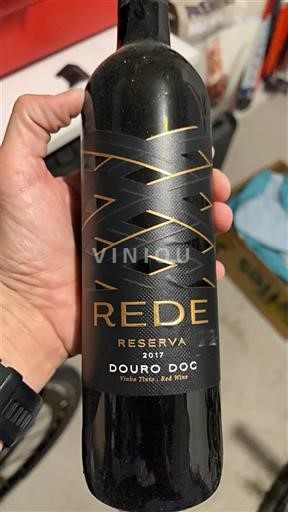 VINIOU
REDE
RESERVA
2017
DOURO DOC
Vinho Tinto . Red Wine